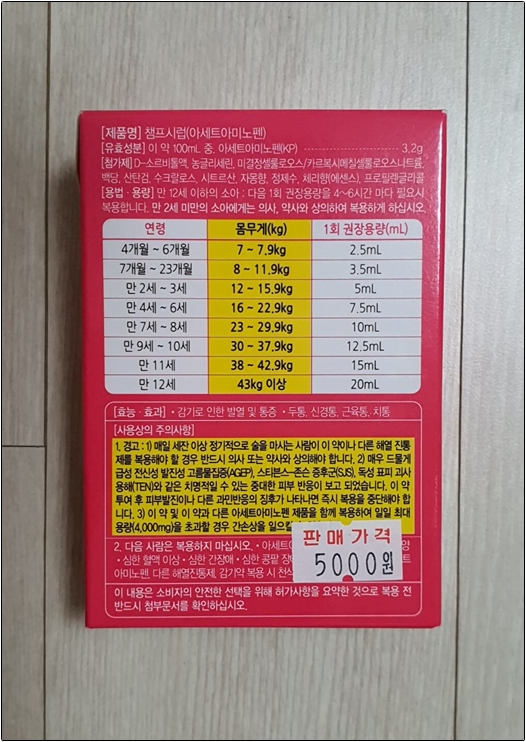 [제품명] 챔프시럽(아세트아미노펜)
[유효성분] 이 약 100mL 중, 아세트아미노펜(KP) 3.2g
[첨가제] D-소르비톨액, 농글리세린, 미결정셀룰로오스/카르복시메칠셀룰로오스나트륨,
백당, 산탄검, 수크랄로스, 시트르산, 자몽향, 정제수, 체리향(에센스), 프로필렌글리콜
[용법·용량] 만 12세 이하의 소아 : 다음 1회 권장용량을 4~6시간 마다 필요시
복용합니다. 만 2세 미만의 소아에게는 의사, 약사와 상의하여 복용하게 하십시오.
연령 몸무게(kg) 1회 권장용량(mL)
4개월 ~ 6개월 7 ~ 7.9kg 2.5mL
7개월 ~ 23개월 8 ~ 11.9kg 3.5mL
만 2세 ~ 3세 12 ~ 15.9kg 5mL
만 4세 ~ 6세 16 ~ 22.9kg 7.5mL
만 7세 ~ 8세 23 ~ 29.9kg 10mL
만 9세 ~ 10세 30 ~ 37.9kg 12.5mL
만 11세 38 ~ 42.9kg 15mL
만 12세 43kg 이상 20mL
[효능·효과] • 감기로 인한 발열 및 통증 • 두통, 신경통, 근육통, 치통
[사용상의 주의사항]
1. 경고 : 1) 매일 세잔 이상 정기적으로 술을 마시는 사람이 이 약이나 다른 해열 진통
제를 복용해야 할 경우 반드시 의사 또는 약사와 상의해야 합니다. 2) 매우 드물게
급성 전신성 발진성 고름물집증(AGEP), 스티븐스-존슨 증후군(SJS), 독성 표피 괴사
용해(TEN)와 같은 치명적일 수 있는 중대한 피부 반응이 보고 되었습니다. 이 약
투여 후 피부발진이나 다른 과민반응의 징후가 나타나면 즉시 복용을 중단해야 합
니다. 3) 이 약 및 이 약과 다른 아세트아미노펜 제품을 함께 복용하여 일일 최대
용량(4,000mg)을 초과할 경우 간손상을 일으킬
2. 다음 사람은 복용하지 마십시오. • 아세트아
• 심한 혈액 이상 • 심한 간장애 • 심한 콩팥 장애
아미노펜, 다른 해열진통제, 감기약 복용 시 천식
이 내용은 소비자의 안전한 선택을 위해 허가사항을 요약한 것으로 복용 전
반드시 첨부문서를 확인하십시오.
판매가격
5000원